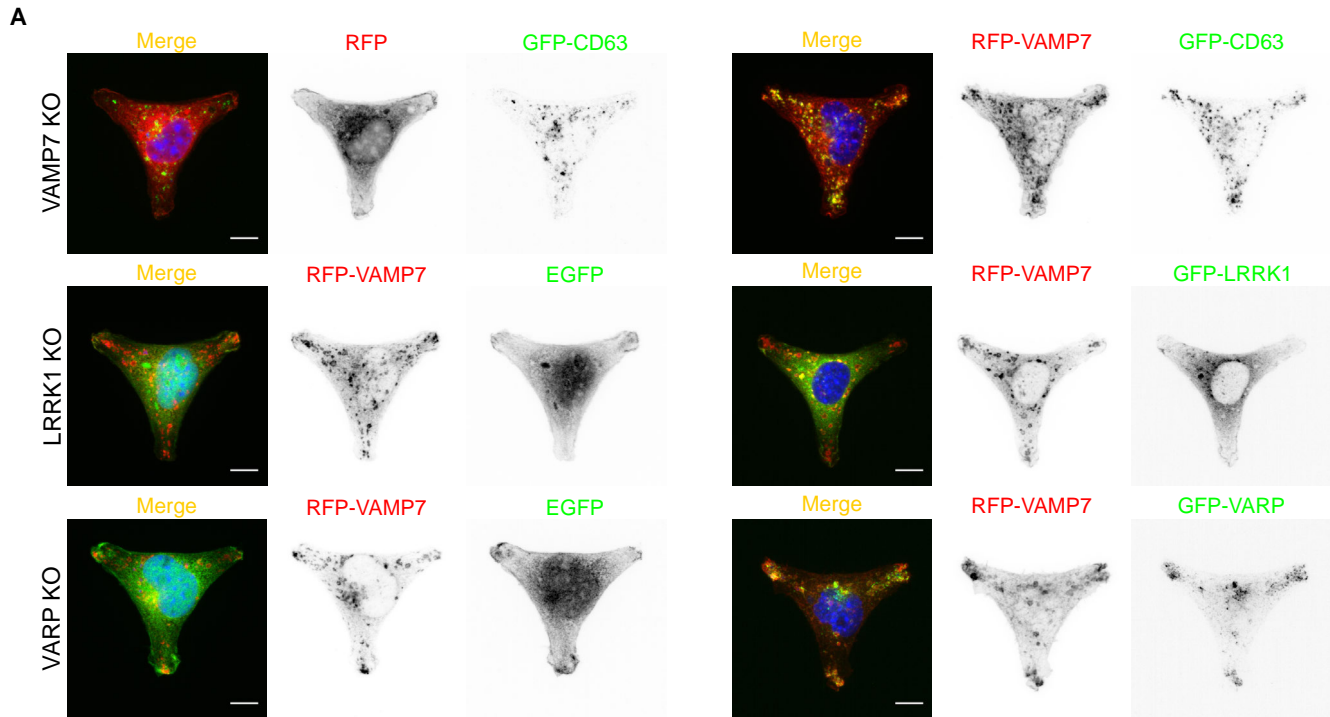 A
Merge RFP GFP-CD63 Merge RFP-VAMP7 GFP-CD63
VAMP7 KO
Merge RFP-VAMP7 EGFP Merge RFP-VAMP7 GFP-LRRK1
LRRK1 KO
Merge RFP-VAMP7 EGFP Merge RFP-VAMP7 GFP-VARP
VARP KO